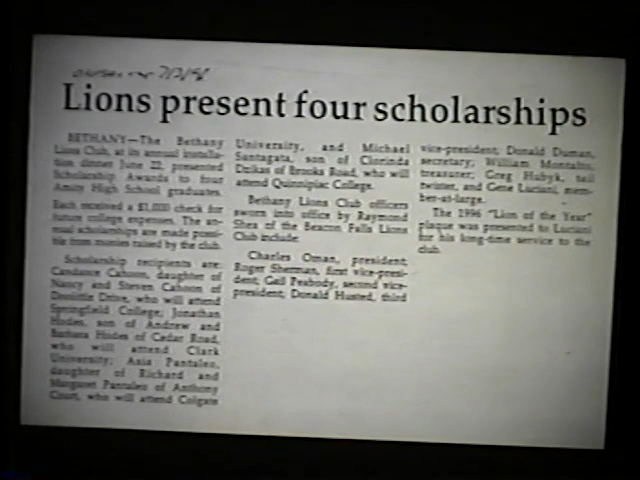 Lions present four scholarships
BETHANY—The Bethany
Lions Club, at its annual installa-
tion dinner June 22, presented
Scholarship Awards to four
Amity High School graduates.
Each received a $1,000 check for
future college expenses. The an-
nual scholarships are made possi-
ble from monies raised by the club.
Scholarship recipients are:
Candance Cahoon, daughter of
Nancy and Steven Cahoon of
Doolittle Drive, who will attend
Springfield College; Jonathan
Hodes, son of Andrew and
Barbara Hodes of Cedar Road,
who will attend Clark
University; Asia Pantaleo,
daughter of Richard and
Margaret Pantaleo of Anthony
Court, who will attend Colgate
University, and Michael
Santagata, son of Clorinda
Dzikas of Brooks Road, who will
attend Quinnipiac College.
Bethany Lions Club officers
sworn into office by Raymond
Shea of the Beacon Falls Lions
Club include:
Charles Oman, president;
Roger Sherman, first vice-presi-
dent; Gail Peabody, second vice-
president; Donald Husted, third
vice-president; Donald Duman,
secretary; William Montalto,
treasurer; Greg Hubyk, tail
twister, and Gene Luciani, mem-
ber-at-large.
The 1996 "Lion of the Year"
plaque was presented to Luciani
for his long-time service to the
club.